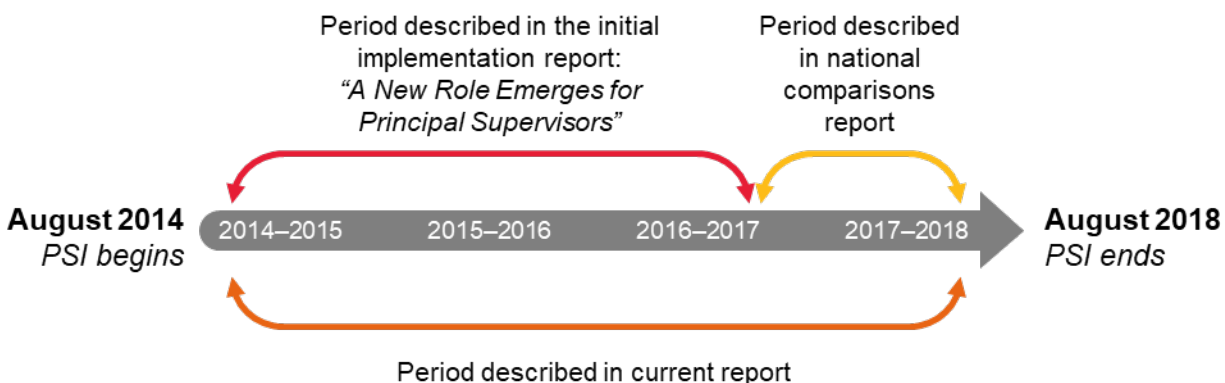 Period described in the initial
implementation report:
“A New Role Emerges for
Principal Supervisors”
Period described
in national
comparisons
report
August 2014
PSI begins
2014–2015
2015–2016
2016–2017
2017–2018
August 2018
PSI ends
Period described in current report